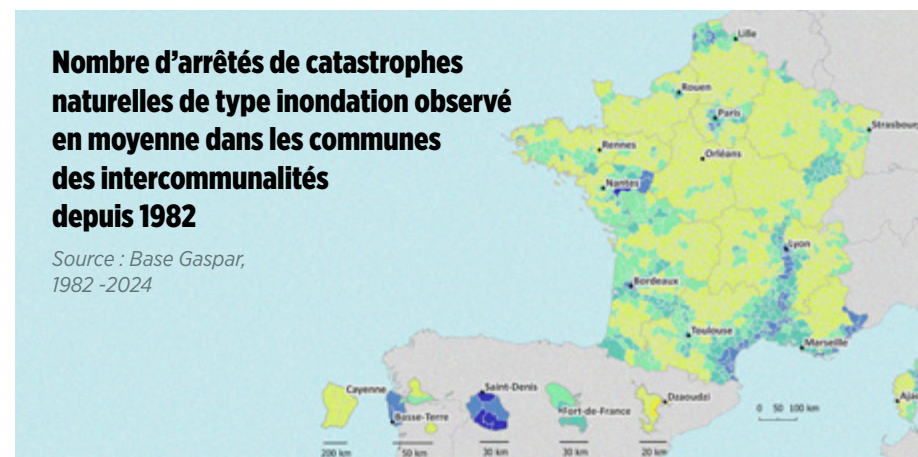 Nombre d’arrêtés de catastrophes
naturelles de type inondation observé
en moyenne dans les communes
des intercommunalités
depuis 1982
Source : Base Gaspar,
1982 -2024
Lille
Rouen
Paris
Strasbourg
Rennes
Orléans
Nantes
Lyon
Bordeaux
Toulouse
Marseille
Cayenne
Saint-Denis
Dzaoudzi
Basse-Terre
Fort-de-France
0 50 100 km
Aja
200 km
50 km
30 km
30 km
20 km